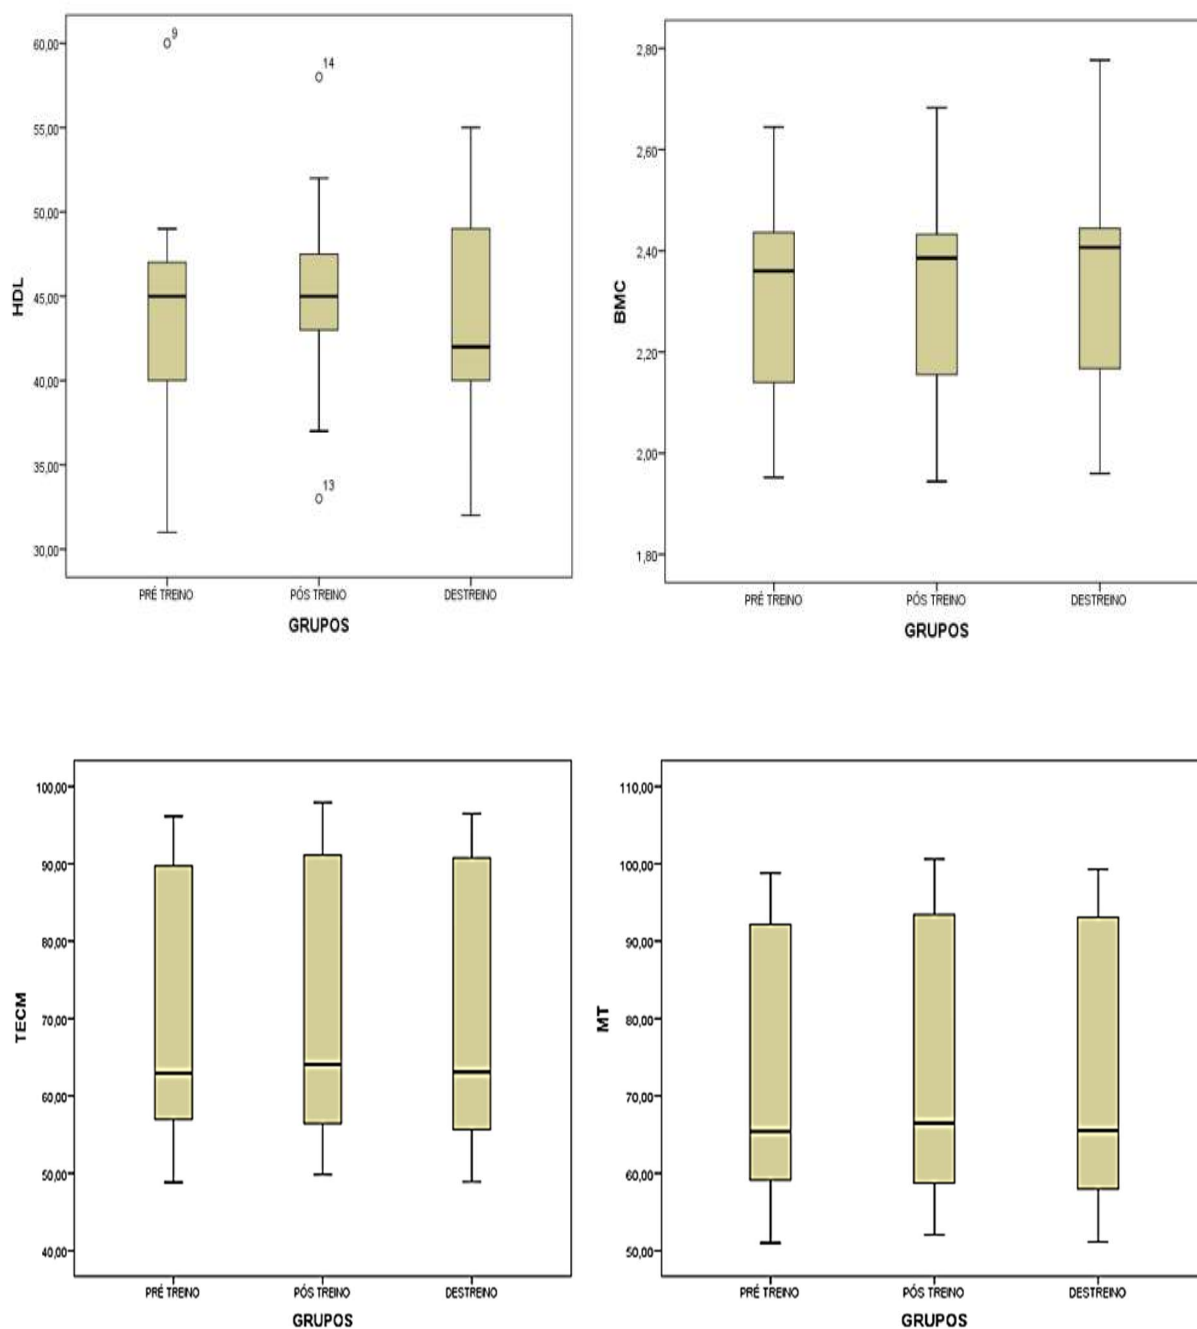 60,00
55,00
50,00
45,00
40,00
35,00
30,00
HDL
9
14
13
PRÉ TREINO PÓS TREINO DESTREINO
GRUPOS
2,80
2,60
2,40
2,20
2,00
1,80
BMC
PRÉ TREINO PÓS TREINO DESTREINO
GRUPOS
100,00
90,00
80,00
70,00
60,00
50,00
40,00
TECM
PRÉ TREINO PÓS TREINO DESTREINO
GRUPOS
110,00
100,00
90,00
80,00
70,00
60,00
50,00
MT
PRÉ TREINO PÓS TREINO DESTREINO
GRUPOS